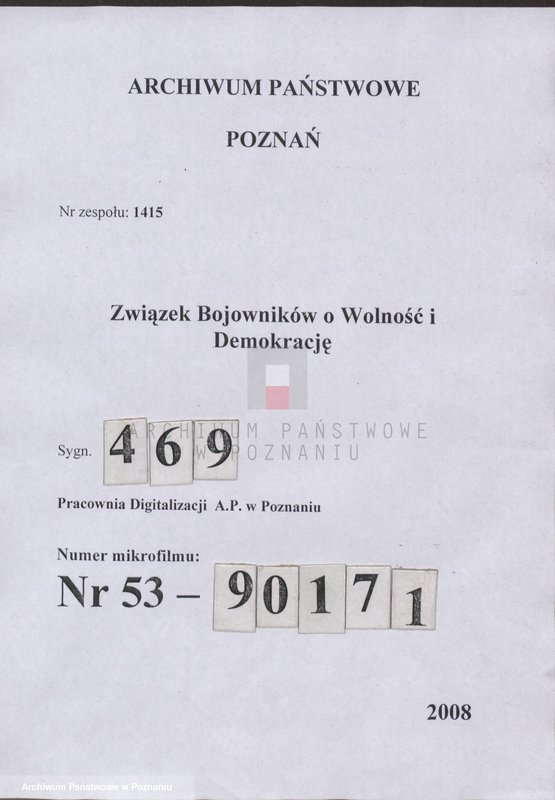 ARCHIWUM PAŃSTWOWE
POZNAŃ
Nr zespołu: 1415
Związek Bojowników o Wolność i
Demokrację
ARCHIWUM PAŃSTWOWE
W POZNANIU
Sygn. 469
Pracownia Digitalizacji A.P. w Poznaniu
Numer mikrofilmu:
Nr 53 – 90171
2008
Archiwum Państwowe w Poznaniu